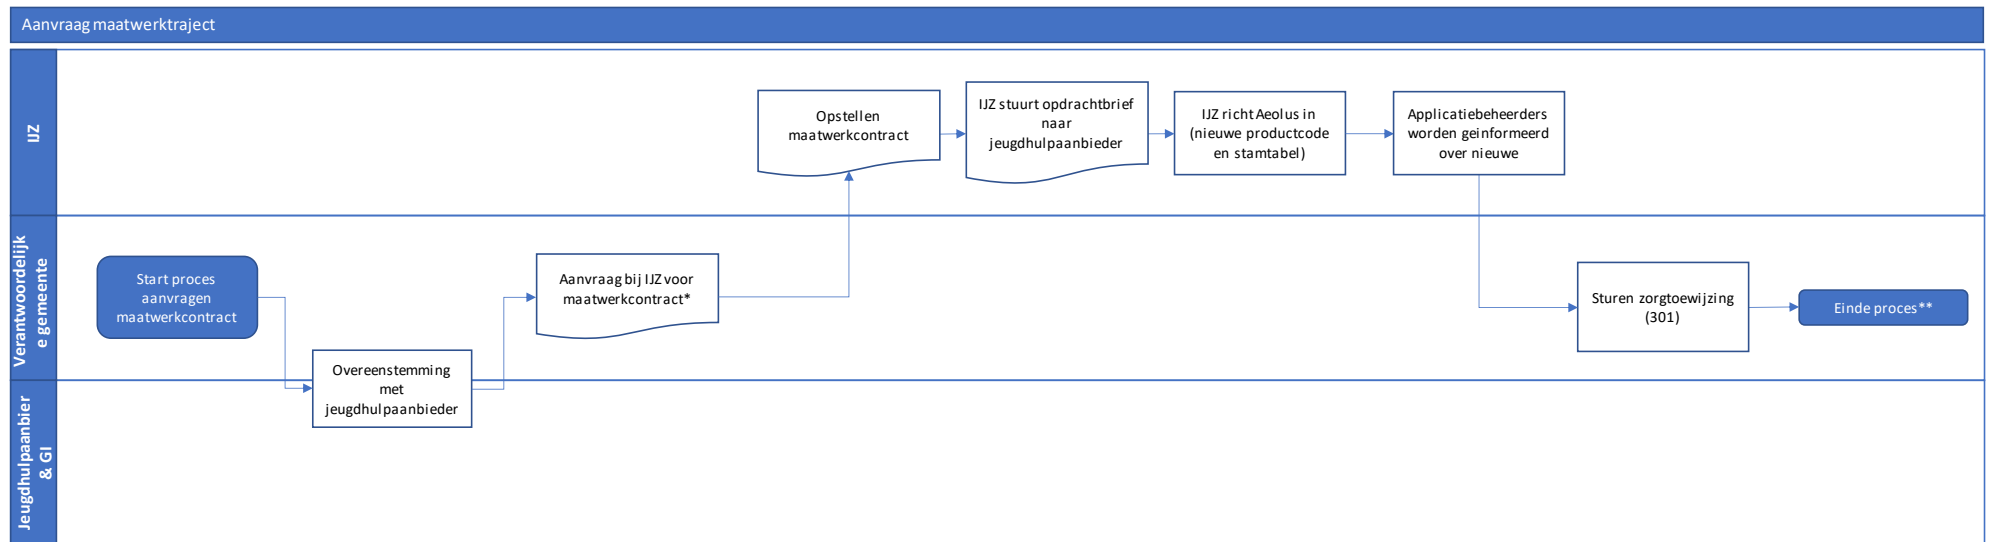 Aanvraag maatwerktraject
IJZ
Opstellen
maatwerkcontract
IJZ stuurt opdrachtbrief
naar
jeugdhulpaanbieder
IJZ richt Aeolus in
(nieuwe productcode
en stamtabel)
Applicatiebeheerders
worden geinformeerd
over nieuwe
Verantwoordelijk
e gemeente
Start proces
aanvragen
maatwerkcontract
Overeenstemming
met
jeugdhulpaanbieder
Aanvraag bij IJZ voor
maatwerkcontract*
Sturen zorgtoewijzing
(301)
Einde proces**
Jeugdhulpaanbier
& GI